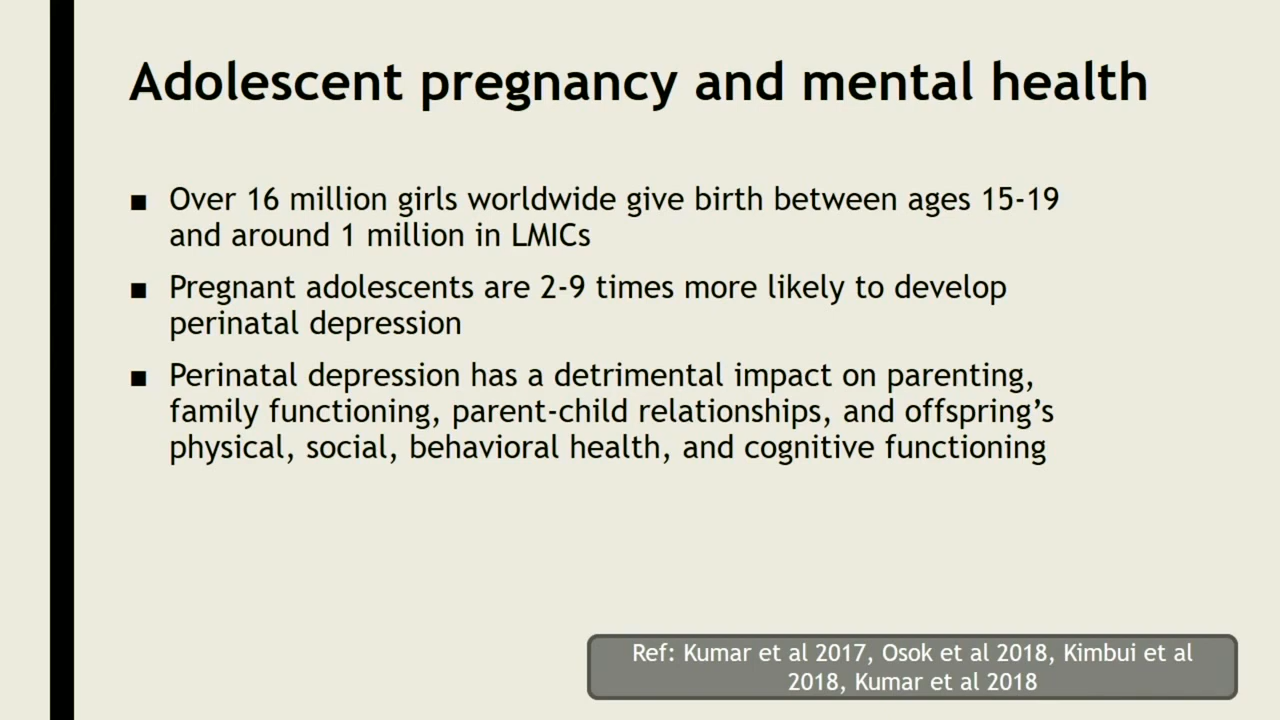 Adolescent pregnancy and mental health
■ Over 16 million girls worldwide give birth between ages 15-19
and around 1 million in LMICs
■ Pregnant adolescents are 2-9 times more likely to develop
perinatal depression
■ Perinatal depression has a detrimental impact on parenting,
family functioning, parent-child relationships, and offspring’s
physical, social, behavioral health, and cognitive functioning
Ref: Kumar et al 2017, Osok et al 2018, Kimbui et al
2018, Kumar et al 2018